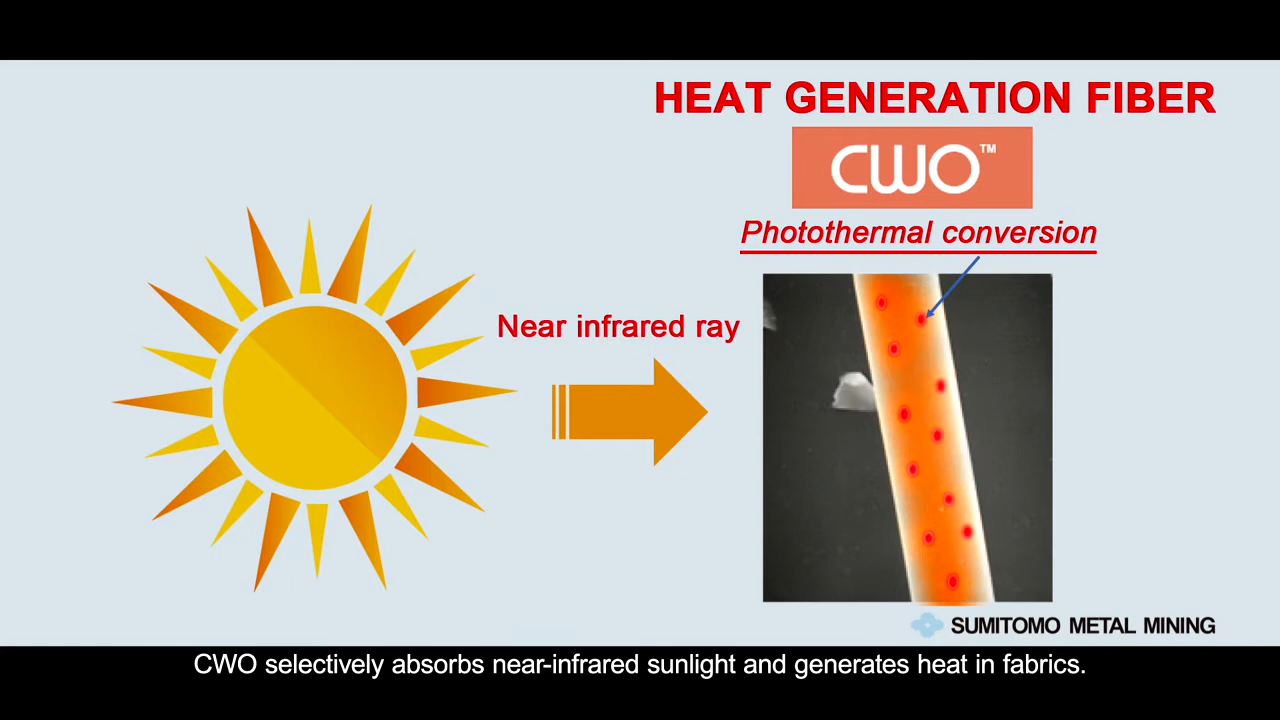 HEAT GENERATION FIBER
CWO™
Photothermal conversion
Near infrared ray
SUMITOMO METAL MINING
CWO selectively absorbs near-infrared sunlight and generates heat in fabrics.